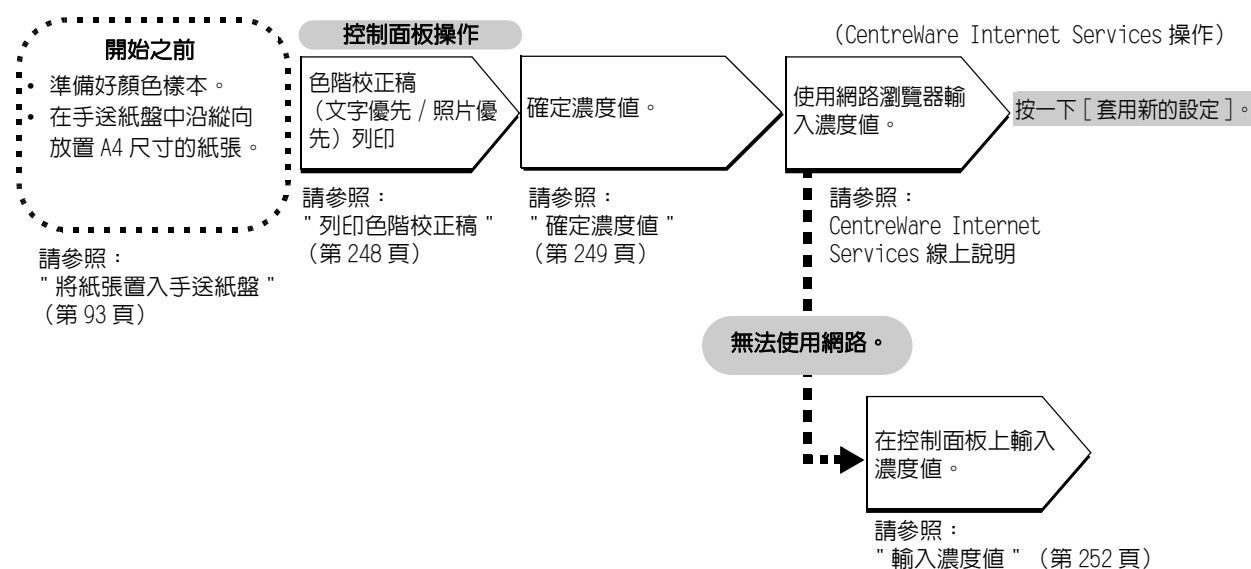 開始之前
• 準備好顏色樣本。
• 在手送紙盤中沿縱向
放置 A4 尺寸的紙張。
請參照：
"將紙張置入手送紙盤"
（第 93 頁）
控制面板操作
色階校正稿
（文字優先 / 照片優
先）列印
請參照：
"列印色階校正稿"
（第 248 頁）
確定濃度值。
請參照：
"確定濃度值"
（第 249 頁）
（CentreWare Internet Services 操作）
使用網路瀏覽器輸
入濃度值。
請參照：
CentreWare Internet
Services 線上說明
按一下 [ 套用新的設定 ]。
無法使用網路。
在控制面板上輸入
濃度值。
請參照：
"輸入濃度值"（第 252 頁）